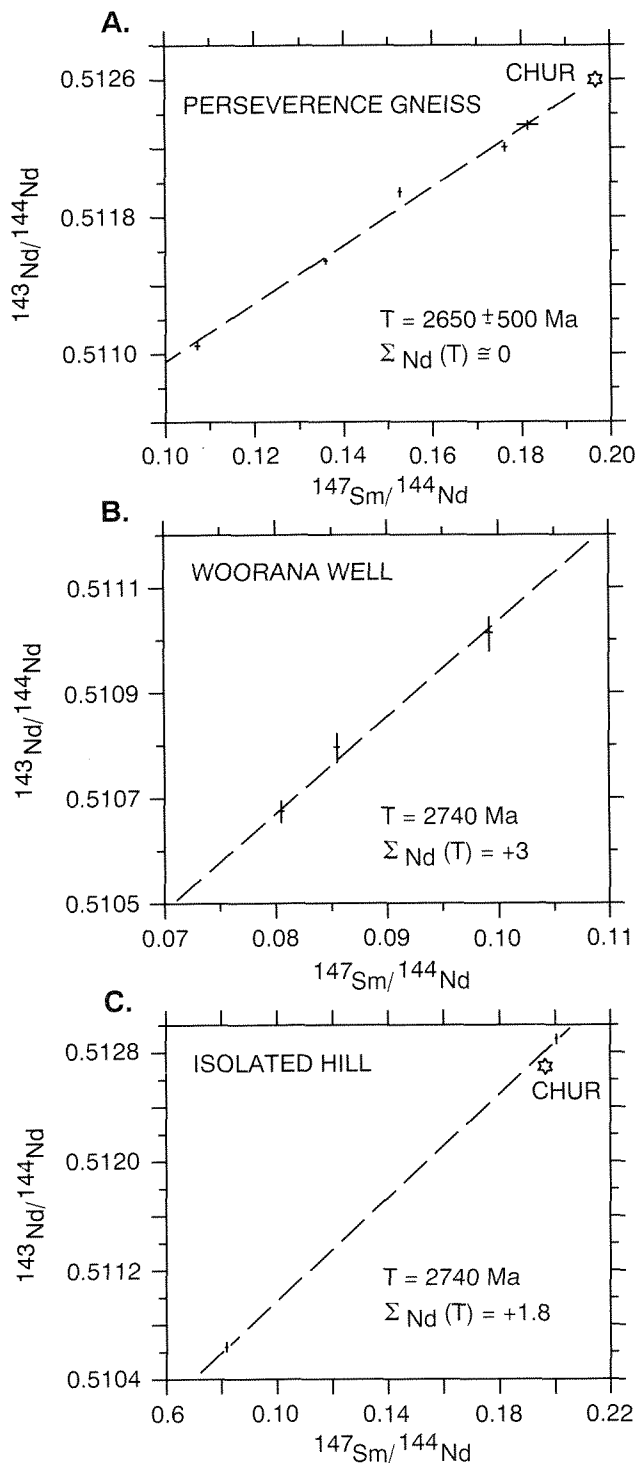 A.
0.5126
0.5118
0.5110
143Nd/144Nd
PERSEVERENCE GNEISS
CHUR
T = 2650 ± 500 Ma
Σ Nd (T) ≅ 0
0.10 0.12 0.14 0.16 0.18 0.20
147Sm/144Nd
B.
0.5111
0.5109
0.5107
0.5105
143Nd/144Nd
WOORANA WELL
T = 2740 Ma
Σ Nd (T) = +3
0.07 0.08 0.09 0.10 0.11
147Sm/144Nd
C.
0.5128
0.5120
0.5112
0.5104
143Nd/144Nd
ISOLATED HILL
CHUR
T = 2740 Ma
Σ Nd (T) = +1.8
0.6 0.10 0.14 0.18 0.22
147Sm/144Nd